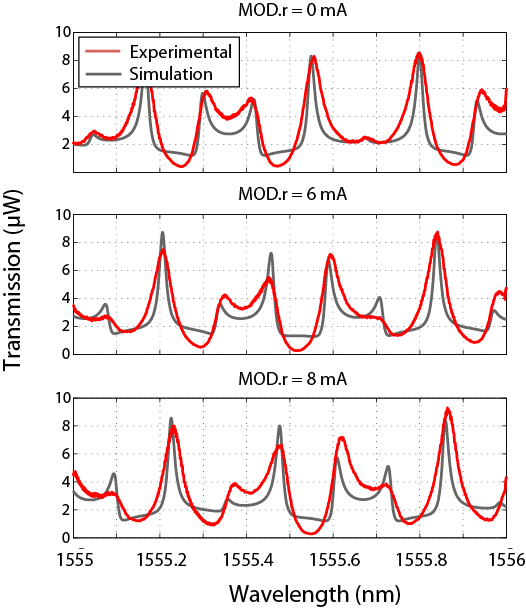 MOD.r = 0 mA
10
8
6
4
2
Experimental
Simulation
MOD.r = 6 mA
10
8
6
4
2
0
Transmission (μW)
MOD.r = 8 mA
10
8
6
4
2
0
1555 1555.2 1555.4 1555.6 1555.8 1556
Wavelength (nm)